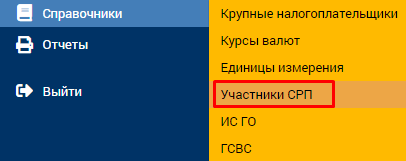 Справочники
Отчеты
Выйти
Крупные налогоплательщики
Курсы валют
Единицы измерения
Участники СРП
ИС ГО
ГСВС